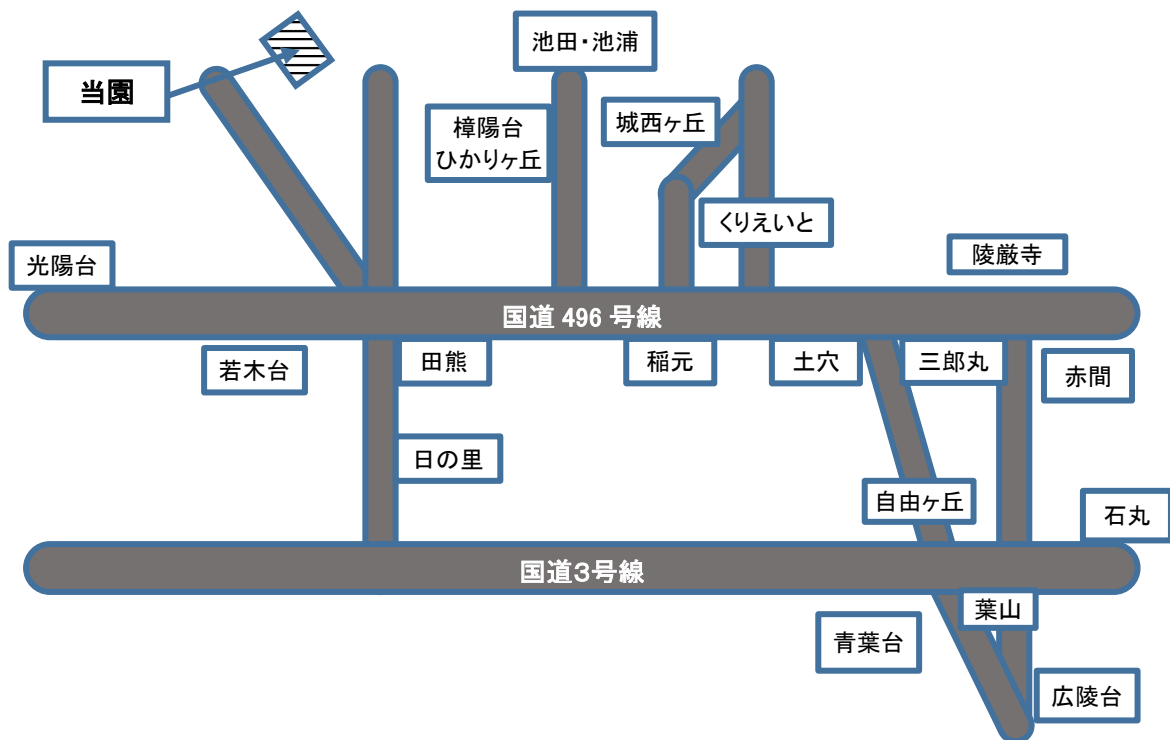 池田・池浦
当園
城西ヶ丘
樟陽台
ひかりヶ丘
くりえいと
陵厳寺
光陽台
国道 496 号線
若木台
田熊
稲元
土穴
三郎丸
赤間
日の里
自由ヶ丘
石丸
国道3号線
葉山
青葉台
広陵台